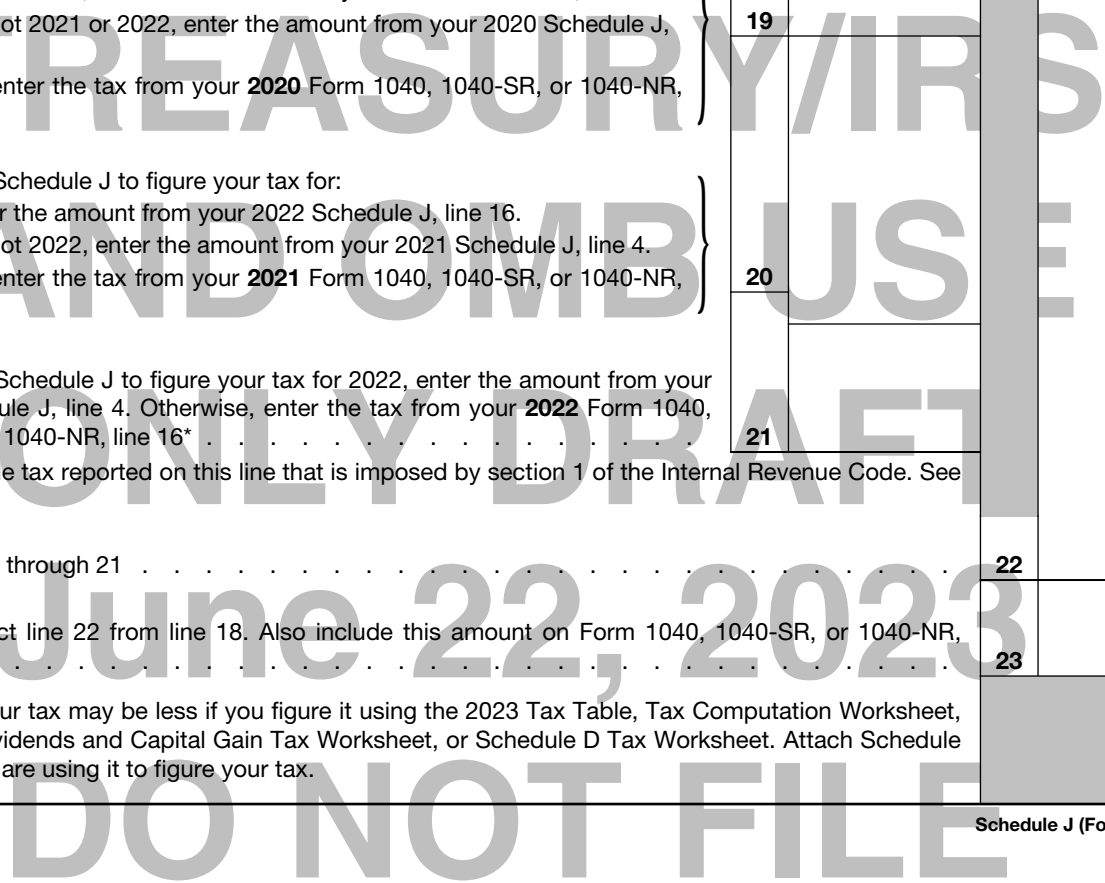 ot 2021 or 2022, enter the amount from your 2020 Schedule J,
19
TREASURY/IRS
enter the tax from your 2020 Form 1040, 1040-SR, or 1040-NR,
Schedule J to figure your tax for:
r the amount from your 2022 Schedule J, line 16.
AND OMB USE
ot 2022, enter the amount from your 2021 Schedule J, line 4.
enter the tax from your 2021 Form 1040, 1040-SR, or 1040-NR, 20
Schedule J to figure your tax for 2022, enter the amount from your
ule J, line 4. Otherwise, enter the tax from your 2022 Form 1040,
1040-NR, line 16* . . . . . . . . . . . . . . . 21
ONLY DRAFT
e tax reported on this line that is imposed by section 1 of the Internal Revenue Code. See
through 21 . . . . . . . . . . . . . . . . . . . . . . . 22
June 22, 2023
ct line 22 from line 18. Also include this amount on Form 1040, 1040-SR, or 1040-NR,
. . . . . . . . . . . . . . . . . . . . . . . . . . 23
ur tax may be less if you figure it using the 2023 Tax Table, Tax Computation Worksheet,
vidends and Capital Gain Tax Worksheet, or Schedule D Tax Worksheet. Attach Schedule
are using it to figure your tax.
DO NOT FILE
Schedule J (Fo